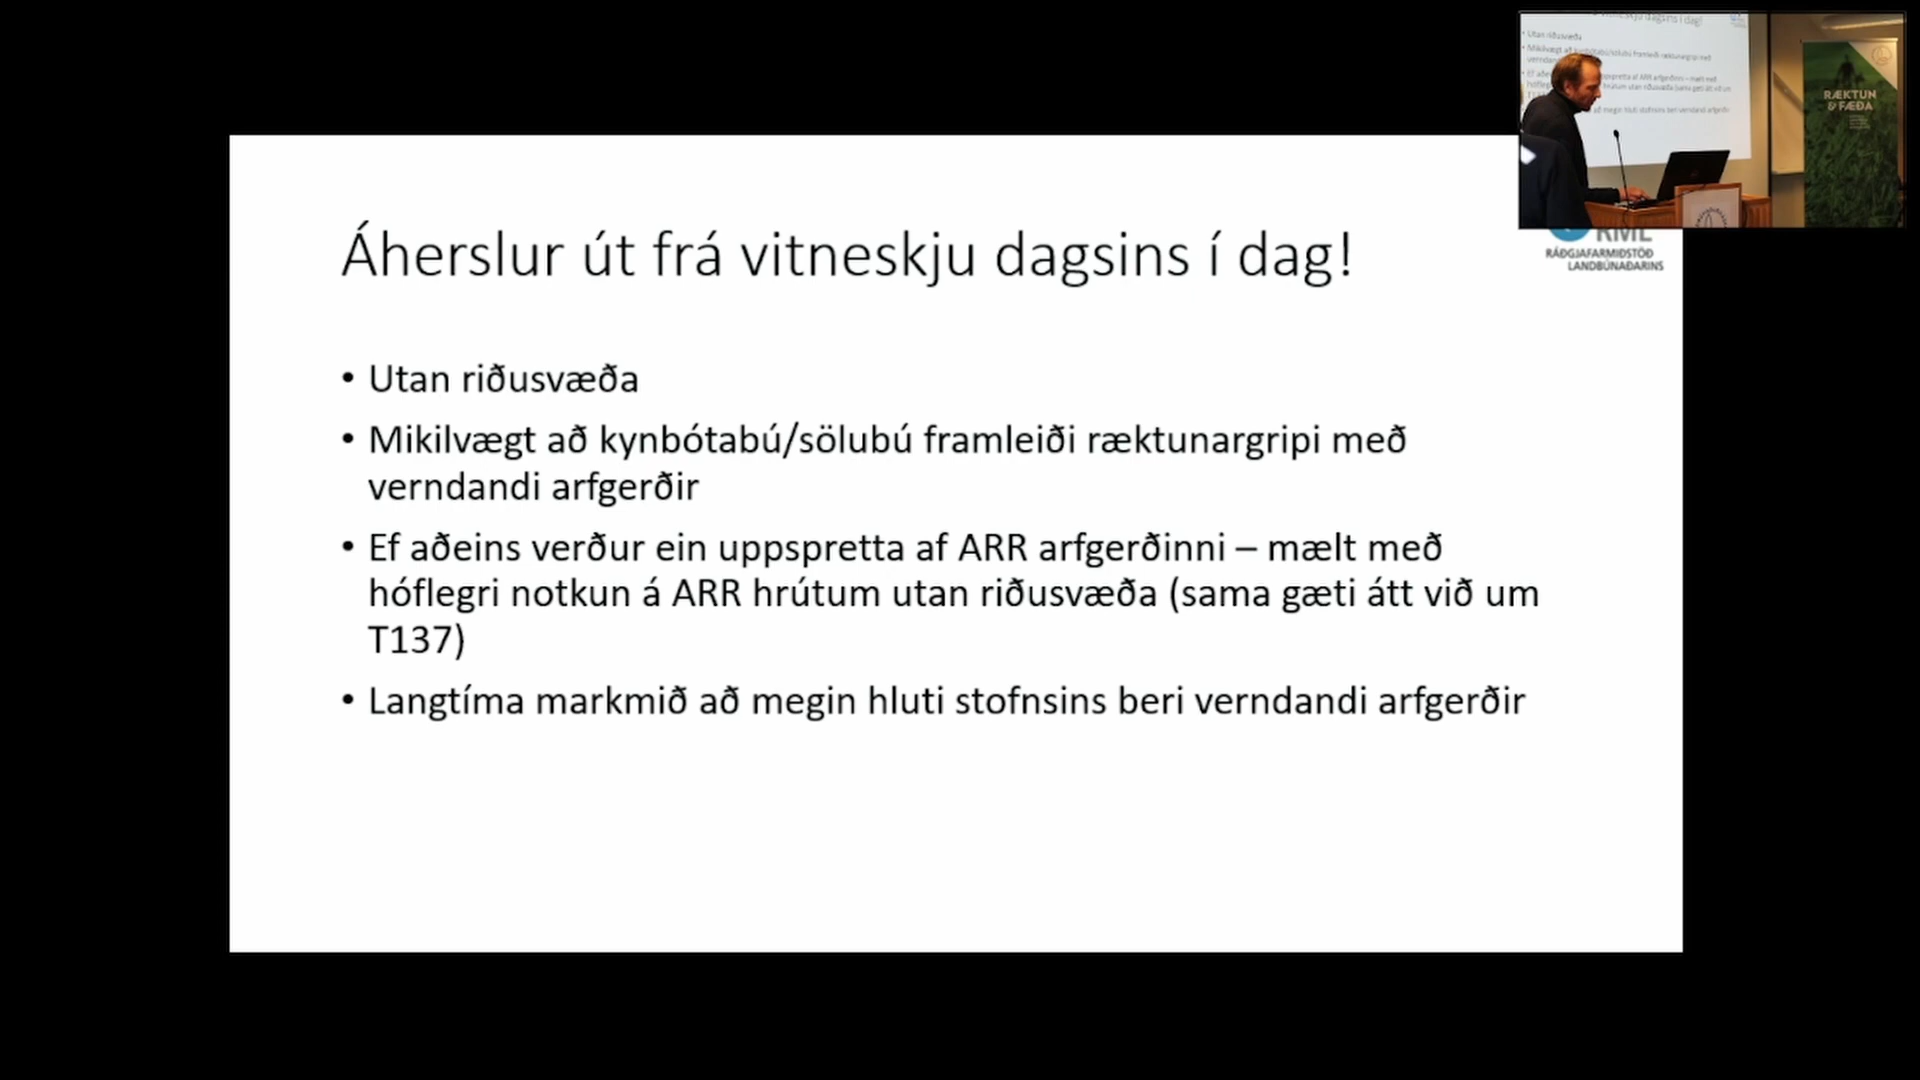 Áherslur út frá vitneskju dagsins í dag!
RML
RÁÐGJAFARMIÐSTÖÐ
LANDBÚNAÐARINS
• Utan riðusvæða
• Mikilvægt að kynbótabú/sölubú framleiði ræktunargripi með
verndandi arfgerðir
• Ef aðeins verður ein uppspretta af ARR arfgerðinni – mælt með
hóflegri notkun á ARR hrútum utan riðusvæða (sama gæti átt við um
T137)
• Langtíma markmið að megin hluti stofnsins beri verndandi arfgerðir
RÆKTUN
& FÆÐA